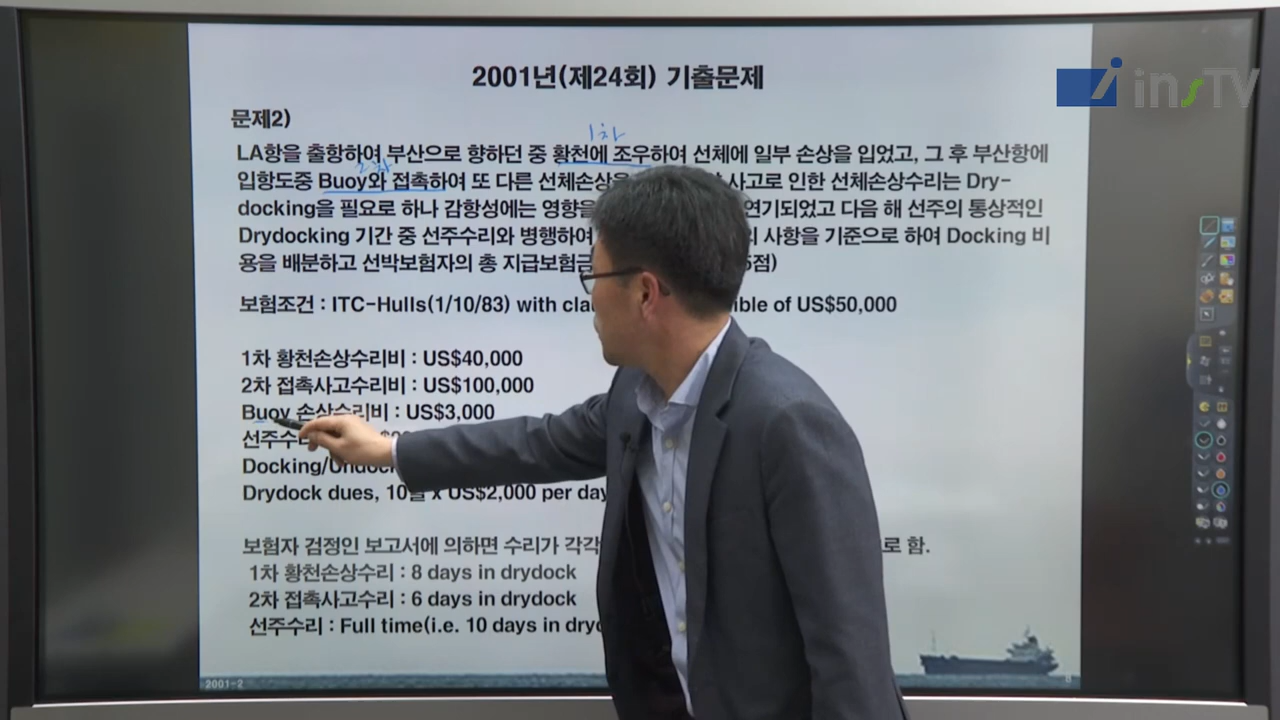 2001년(제24회) 기출문제
insTV
문제2)
1차
LA항을 출항하여 부산으로 향하던 중 황천에 조우하여 선체에 일부 손상을 입었고, 그 후 부산항에
2차
입항도중 Buoy와 접촉하여 또 다른 선체손상을 사고로 인한 선체손상수리는 Dry-
docking을 필요로 하나 감항성에는 영향을 연기되었고 다음 해 선주의 통상적인
Drydocking 기간 중 선주수리와 병행하여 사항을 기준으로 하여 Docking 비
용을 배분하고 선박보험자의 총 지급보험금 5점)
보험조건 : ITC-Hulls(1/10/83) with of US$50,000
1차 황천손상수리비 : US$40,000
2차 접촉사고수리비 : US$100,000
Buoy 손상수리비 : US$3,000
선주수리
Docking/Undock
Drydock dues, 10일 x US$2,000 per day
보험자 검정인 보고서에 의하면 수리가 각각 로 함.
1차 황천손상수리 : 8 days in drydock
2차 접촉사고수리 : 6 days in drydock
선주수리 : Full time(i.e. 10 days in
2001-2
8